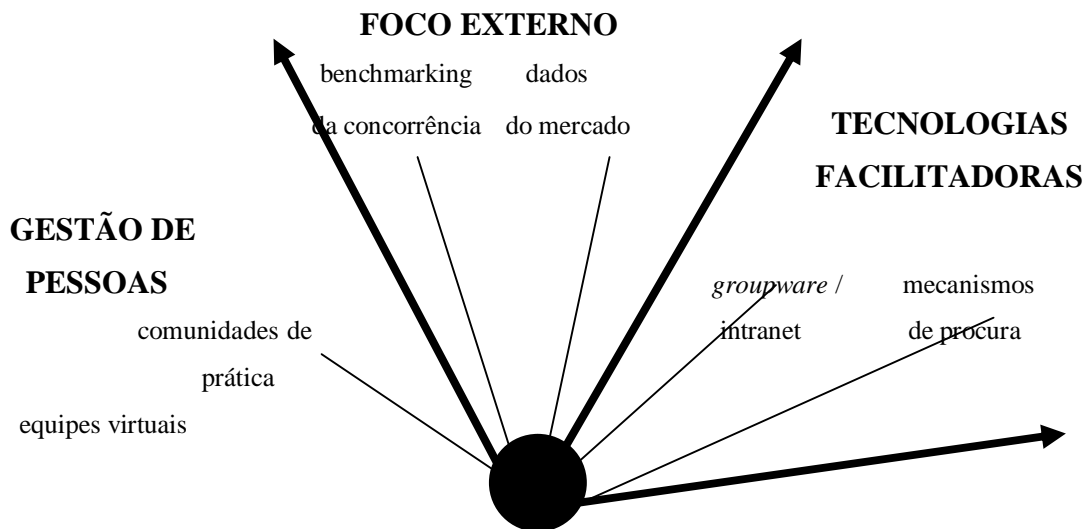 FOCO EXTERNO
benchmarking
da concorrência
dados
do mercado
TECNOLOGIAS
FACILITADORAS
GESTÃO DE
PESSOAS
groupware /
intranet
mecanismos
de procura
comunidades de
prática
equipes virtuais